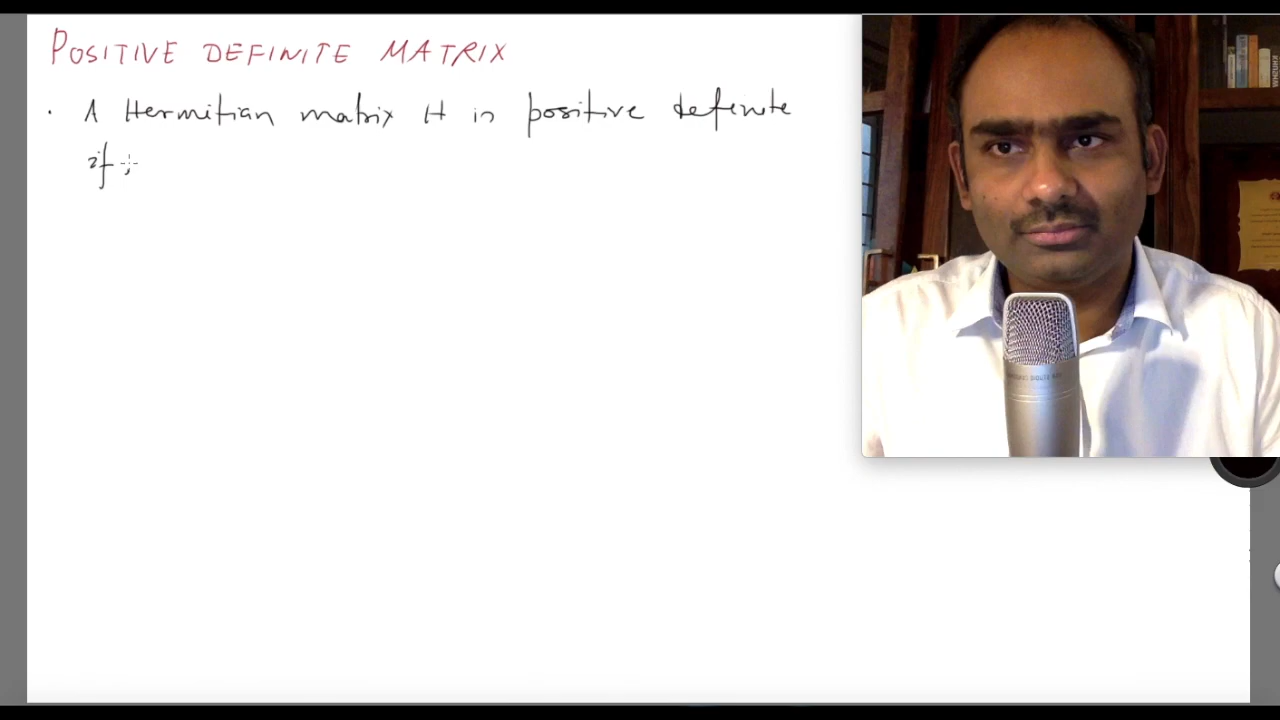 POSITIVE DEFINITE MATRIX
· A Hermitian matrix H is positive definite
if ;